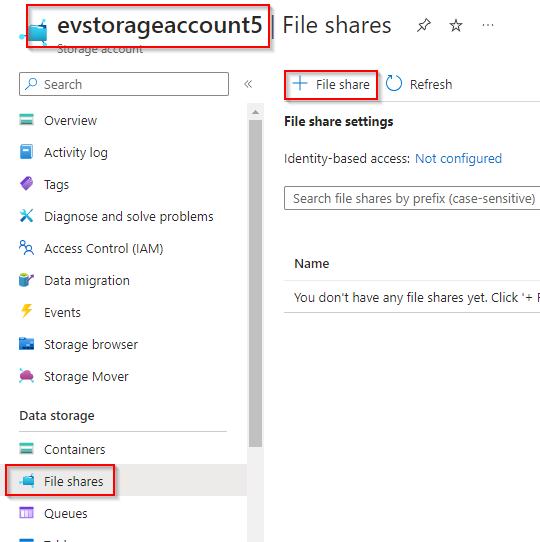 evstorageaccount5 | File shares
Storage account
Search
Overview
Activity log
Tags
Diagnose and solve problems
Access Control (IAM)
Data migration
Events
Storage browser
Storage Mover
Data storage
Containers
File shares
Queues
+ File share
Refresh
File share settings
Identity-based access: Not configured
Search file shares by prefix (case-sensitive)
Name
You don't have any file shares yet. Click '+ F